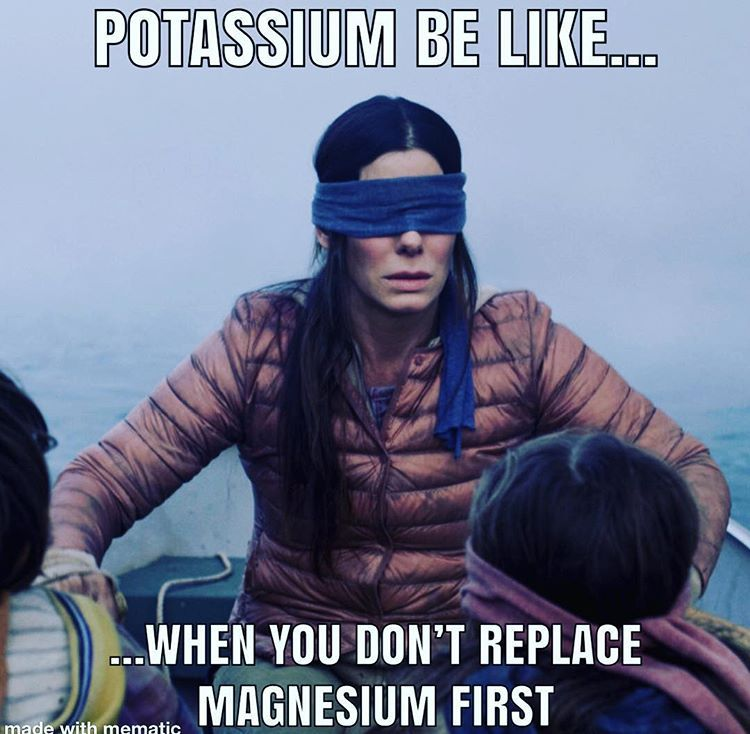 POTASSIUM BE LIKE...
...WHEN YOU DON'T REPLACE
MAGNESIUM FIRST
made with mematic